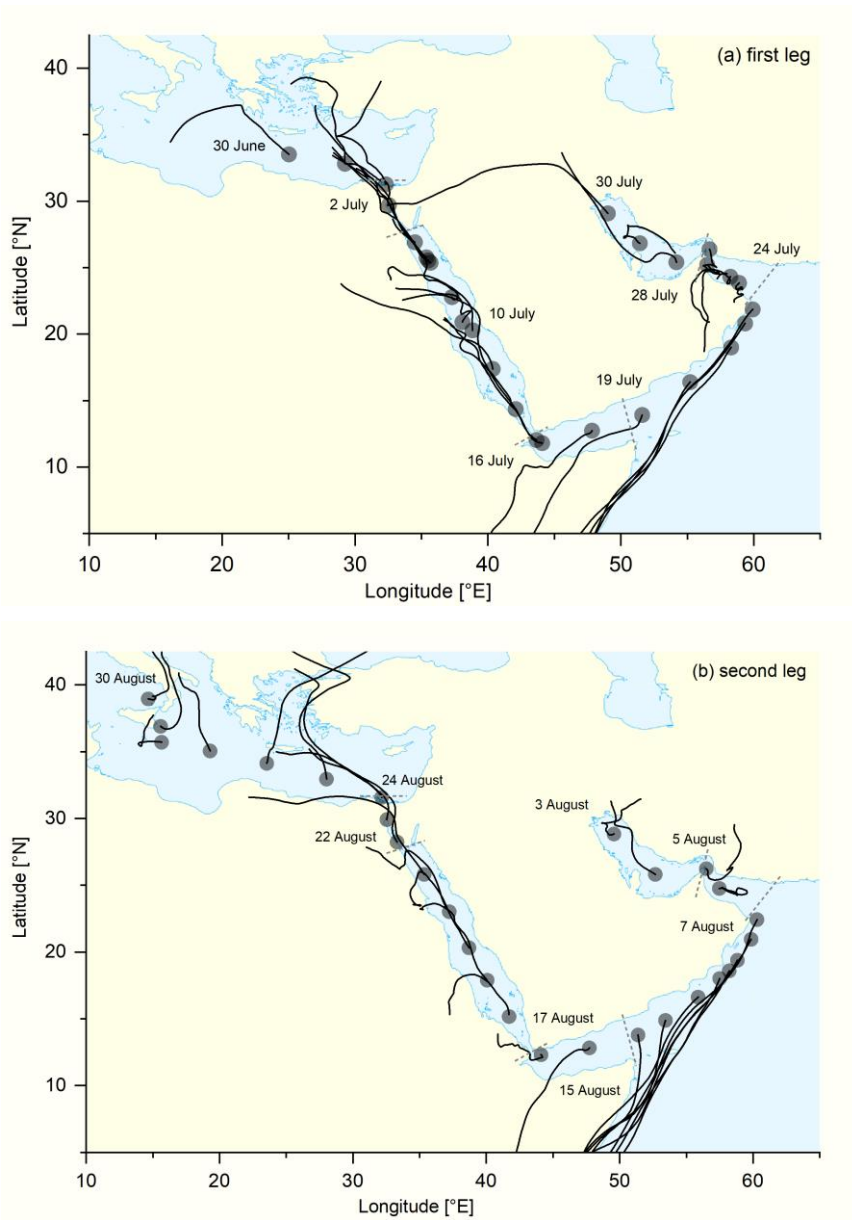 (a) first leg
40
30 June
30 July
30
2 July
24 July
28 July
10 July
20
19 July
16 July
10
Latitude [°N]
10 20 30 40 50 60
Longitude [°E]
(b) second leg
30 August
40
24 August
3 August
30
22 August
5 August
7 August
20
17 August
15 August
10
Latitude [°N]
10 20 30 40 50 60
Longitude [°E]